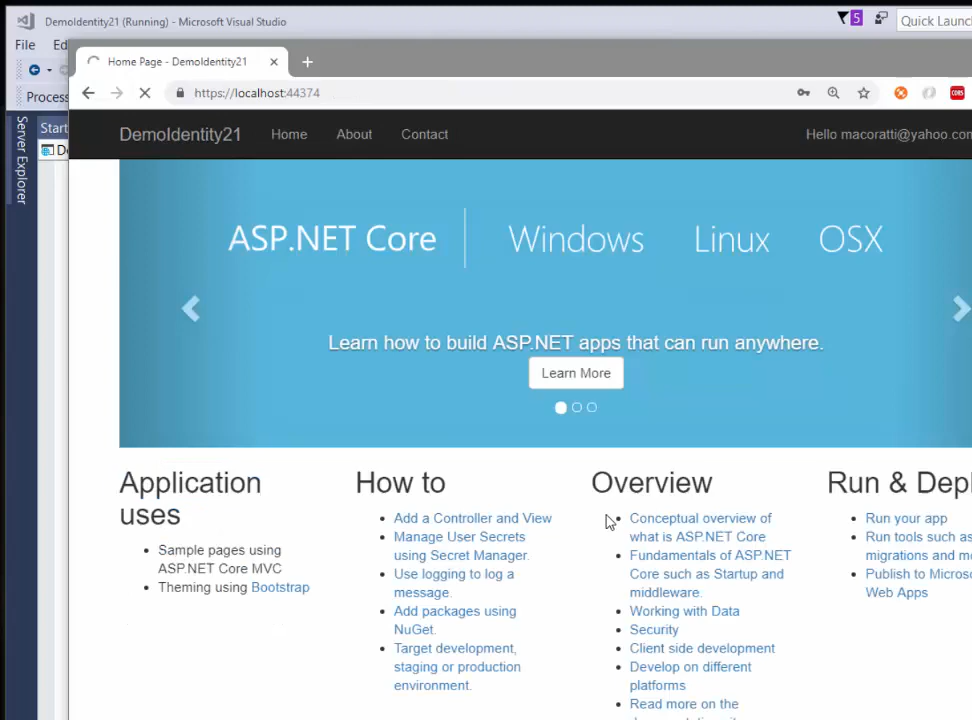 DemoIdentity21 (Running) - Microsoft Visual Studio
5
Quick Launc
File
Ed
Home Page - DemoIdentity21
https://localhost:44374
CORS
Process
Server Explorer
Start
DemoIdentity21
Home
About
Contact
Hello macoratti@yahoo.com
ASP.NET Core
Windows
Linux
OSX
Learn how to build ASP.NET apps that can run anywhere.
Learn More
Application
uses
Sample pages using
ASP.NET Core MVC
Theming using Bootstrap
How to
Add a Controller and View
Manage User Secrets
using Secret Manager.
Use logging to log a
message.
Add packages using
NuGet.
Target development,
staging or production
environment.
Overview
Conceptual overview of
what is ASP.NET Core
Fundamentals of ASP.NET
Core such as Startup and
middleware.
Working with Data
Security
Client side development
Develop on different
platforms
Read more on the
Run & Depl
Run your app
Run tools such as
migrations and mo
Publish to Microso
Web Apps